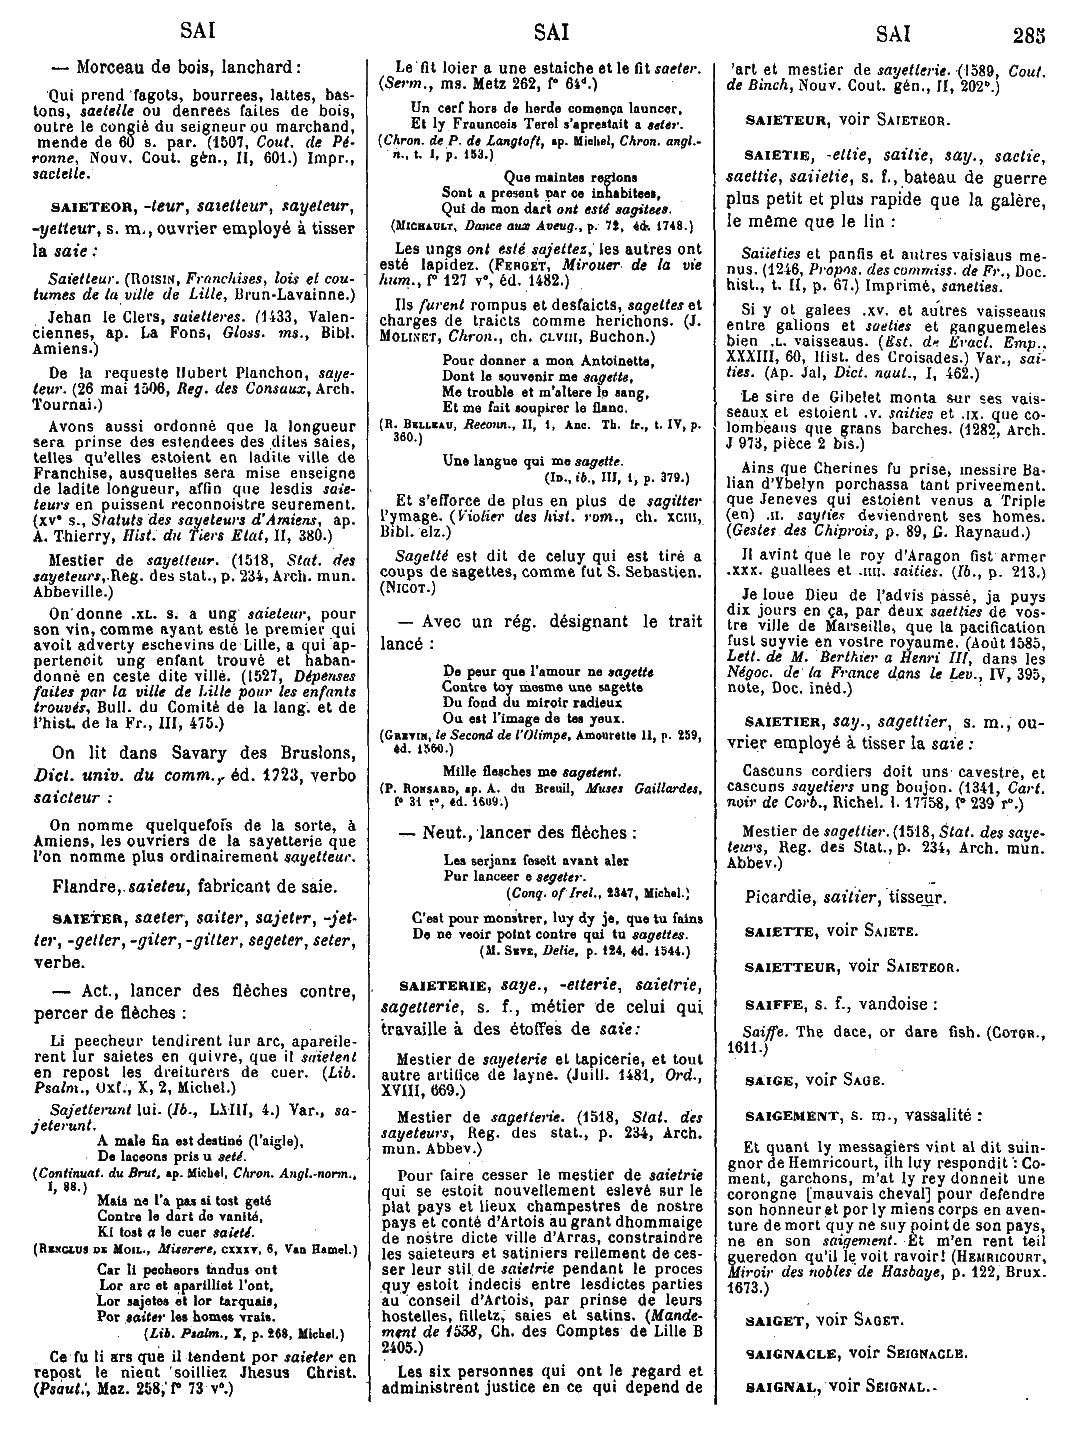 SAI
SAI
SAI 285
— Morceau de bois, lanchard :
Qui prend fagots, bourrees, lattes, bas-
tons, saetelle ou denrees faites de bois,
outre le congié du seigneur ou marchand,
mende de 60 s. par. (1507, Cout. de Pé-
ronne, Nouv. Cout. gén., II, 601.) Impr.,
sactelle.
SAIETEOR, -teur, saietteur, sayeteur,
-yetteur, s. m., ouvrier employé à tisser
la saie :
Saietteur. (ROISIN, Franchises, lois et cou-
tumes de la ville de Lille, Brun-Lavainne.)
Jehan le Clers, saietteres. (1433, Valen-
ciennes, ap. La Fons, Gloss. ms., Bibl.
Amiens.)
De la requeste Hubert Planchon, saye-
teur. (26 mai 1506, Reg. des Consaux, Arch.
Tournai.)
Avons aussi ordonné que la longueur
sera prinse des estendees des dites saies,
telles qu'elles estoient en ladite ville de
Franchise, ausquelles sera mise enseigne
de ladite longueur, affin que lesdis saie-
teurs en puissent reconnoistre seurement.
(XVe s., Statuts des sayeteurs d'Amiens, ap.
A. Thierry, Hist. du Tiers Etat, II, 380.)
Mestier de sayetteur. (1518, Stat. des
sayeteurs, Reg. des stat., p. 234, Arch. mun.
Abbeville.)
On donne .XL. s. a ung saieteur, pour
son vin, comme ayant esté le premier qui
avoit adverty eschevins de Lille, a qui ap-
pertenoit ung enfant trouvé et haban-
donné en ceste dite ville. (1527, Dépenses
faites par la ville de Lille pour les enfants
trouvés, Bull. du Comité de la lang. et de
l'hist. de la Fr., III, 475.)
On lit dans Savary des Bruslons,
Dict. univ. du comm., éd. 1723, verbo
saicteur :
On nomme quelquefois de la sorte, à
Amiens, les ouvriers de la sayetterie que
l'on nomme plus ordinairement sayetteur.
Flandre, saieteu, fabricant de saie.
SAIETER, saeter, saiter, sajeter, -jet-
ter, -getter, -giter, -gitter, segeter, seter,
verbe.
— Act., lancer des flèches contre,
percer de flèches :
Li peecheur tendirent lur arc, apareile-
rent lur saietes en quivre, que il saietent
en repost les dreiturers de cuer. (Lib.
Psalm., Oxf., X, 2, Michel.)
Sajetterunt lui. (Ib., LXIII, 4.) Var., sa-
jeterunt.
A male fin est destiné (l'aigle),
De laceons pris u seté.
(Continuat. du Brut, ap. Michel, Chron. Angl.-norm.,
I, 88.)
Mais ne l'a pas si tost geté
Contre le dart de vanité,
Ki tost a le cuer saieté.
(RENCLUS DE MOIL., Miserere, CXXXV, 6, Van Hamel.)
Car li pecheors tandus ont
Lor arc et aparilliet l'ont,
Lor sajetes et lor tarquais,
Por saiter les homes vrais.
(Lib. Psalm., X, p. 268, Michel.)
Ce fu li ars que il tendent por saieter en
repost le nient soilliez Jhesus Christ.
(Psaut., Maz. 258, f° 73 v°.)
Le fit loier a une estaiche et le fit saeter.
(Serm., ms. Metz 262, f° 64d.)
Un cerf hors de herde comença launcer,
Et ly Frauncois Terel s'aprestait a seter.
(Chron. de P. de Langtoft, ap. Michel, Chron. angl.-
n., t. I, p. 153.)
Que maintes regions
Sont a present par ce inhabitees,
Qui de mon dart ont esté sagitees.
(MICHAULT, Dance aux Aveug., p. 72, éd. 1748.)
Les ungs ont esté sajettez, les autres ont
esté lapidez. (FERGET, Mirouer de la vie
hum., f° 127 v°, éd. 1482.)
Ils furent rompus et desfaicts, sagettes et
charges de traicts comme herichons. (J.
MOLINET, Chron., ch. CLVIII, Buchon.)
Pour donner a mon Antoinette,
Dont le souvenir me sagette,
Me trouble et m'altere le sang,
Et me fait soupirer le flanc.
(R. BELLEAU, Reconn., II, 1, Anc. Th. fr., t. IV, p.
360.)
Une langue qui me sagette.
(ID., ib., III, 1, p. 379.)
Et s'efforce de plus en plus de sagitter
l'ymage. (Violier des hist. rom., ch. XCIII,
Bibl. elz.)
Sagetté est dit de celuy qui est tiré a
coups de sagettes, comme fut S. Sebastien.
(NICOT.)
— Avec un rég. désignant le trait
lancé :
De peur que l'amour ne sagette
Contre toy mesme une sagette
Du fond du miroir radieux
Ou est l'image de tes yeux.
(GREVIN, le Second de l'Olimpe, Amourette II, p. 259,
éd. 1560.)
Mille flesches me sagetent.
(P. RONSARD, ap. A. du Breuil, Muses Gaillardes,
f° 31 r°, éd. 1609.)
— Neut., lancer des flèches :
Les serjanz feseit avant aler
Pur lanceer e segeter.
(Conq. of Irel., 2347, Michel.)
C'est pour monstrer, luy dy je, que tu fains
De ne veoir point contre qui tu sagettes.
(M. SEVE, Delie, p. 124, éd. 1544.)
SAIETERIE, saye., -etterie, saietrie,
sagetterie, s. f., métier de celui qui
travaille à des étoffes de saie :
Mestier de sayeterie et tapicerie, et tout
autre artifice de layne. (Juill. 1481, Ord.,
XVIII, 669.)
Mestier de sagetterie. (1518, Stat. des
sayeteurs, Reg. des stat., p. 234, Arch.
mun. Abbev.)
Pour faire cesser le mestier de saietrie
qui se estoit nouvellement eslevé sur le
plat pays et lieux champestres de nostre
pays et conté d'Artois au grant dhommaige
de nostre dicte ville d'Arras, constraindre
les saieteurs et satiniers rellement de ces-
ser leur stil de saietrie pendant le proces
quy estoit indecis entre lesdictes parties
au conseil d'Artois, par prinse de leurs
hostelles, filletz, saies et satins. (Mande-
ment de 1538, Ch. des Comptes de Lille B
2405.)
Les six personnes qui ont le regard et
administrent justice en ce qui depend de
'art et mestier de sayetterie. (1589, Cout.
de Binch, Nouv. Cout. gén., II, 202b.)
SAIETEUR, voir SAIETEOR.
SAIETIE, -ettie, saitie, say., sactie,
saettie, saiietie, s. f., bateau de guerre
plus petit et plus rapide que la galère,
le même que le lin :
Saiieties et panfis et autres vaisiaus me-
nus. (1246, Propos. des commiss. de Fr., Doc.
hist., t. II, p. 67.) Imprimé, saneties.
Si y ot galees .XV. et autres vaisseaus
entre galions et saeties et ganguemeles
bien .L. vaisseaus. (Est. de Eracl. Emp.,
XXXIII, 60, Hist. des Croisades.) Var., sai-
ties. (Ap. Jal, Dict. naut., I, 462.)
Le sire de Gibelet monta sur ses vais-
seaux et estoient .V. saities et .IX. que co-
lombeaus que grans barches. (1282, Arch.
J 973, pièce 2 bis.)
Ains que Cherines fu prise, messire Ba-
lian d'Ybelyn porchassa tant priveement.
que Jeneves qui estoient venus a Triple
(en) .II. sayties deviendrent ses homes.
(Gestes des Chiprois, p. 89, G. Raynaud.)
Il avint que le roy d'Aragon fist armer
.XXX. guallees et .IIII. saities. (Ib., p. 213.)
Je loue Dieu de l'advis passé, ja puys
dix jours en ça, par deux saetties de vos-
tre ville de Marseille, que la pacification
fust suyvie en vostre royaume. (Août 1585,
Lett. de M. Berthier a Henri III, dans les
Négoc. de la France dans le Lev., IV, 395,
note, Doc. inéd.)
SAIETIER, say., sagettier, s. m., ou-
vrier employé à tisser la saie :
Cascuns cordiers doit uns cavestre, et
cascuns sayetiers ung boujon. (1341, Cart.
noir de Corb., Richel. l. 17758, f° 239 r°.)
Mestier de sagettier. (1518, Stat. des saye-
teurs, Reg. des Stat., p. 234, Arch. mun.
Abbev.)
Picardie, saitier, tisseur.
SAIETTE, voir SAJETE.
SAIETTEUR, voir SAIETEOR.
SAIFFE, s. f., vandoise :
Saiffe. The dace, or dare fish. (COTGR.,
1611.)
SAIGE, voir SAGE.
SAIGEMENT, s. m., vassalité :
Et quant ly messagiers vint al dit suin-
gnor de Hemricourt, ilh luy respondit : Co-
ment, garchons, m'at ly rey donneit une
corongne [mauvais cheval] pour defendre
son honneur et por ly miens corps en aven-
ture de mort quy ne suy point de son pays,
ne en son saigement. Et m'en rent teil
gueredon qu'il le voit ravoir ! (HEMRICOURT,
Miroir des nobles de Hasbaye, p. 122, Brux.
1673.)
SAIGET, voir SAGET.
SAIGNACLE, voir SEIGNACLE.
SAIGNAL, voir SEIGNAL.